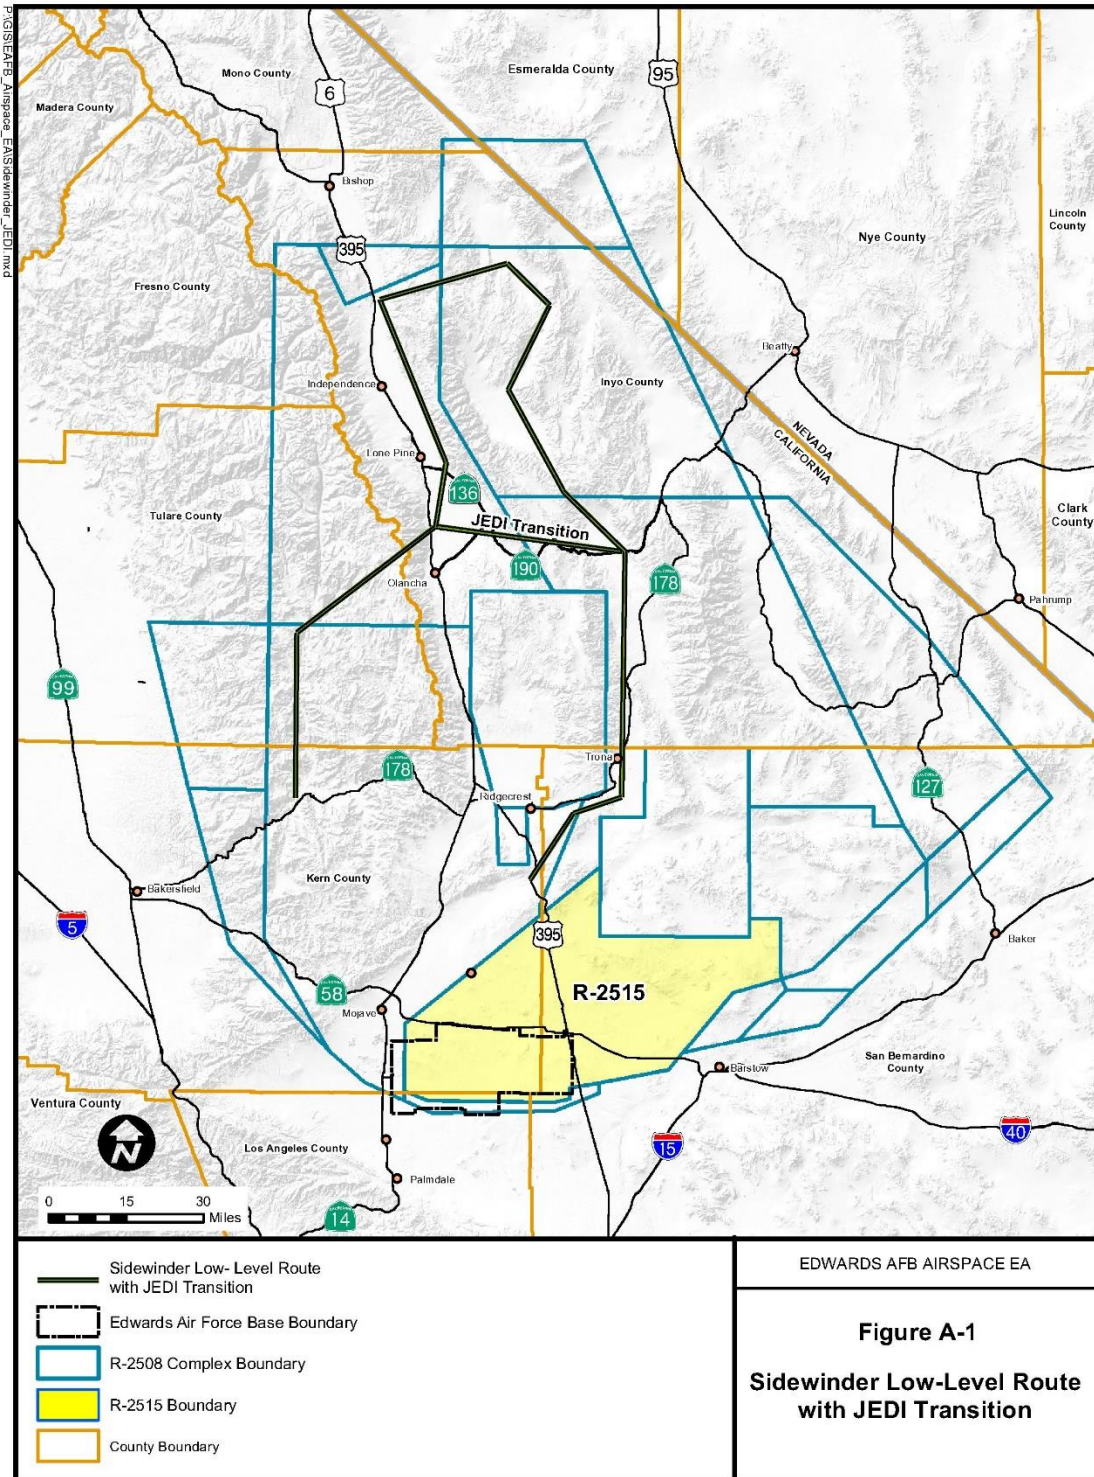 P:\GIS\EAFB_Airspace_EA\Sidewinder_JEDI.mxd
Mono County
6
Esmeralda County
95
Madera County
Bishop
Lincoln
County
395
Nye County
Fresno County
Beatty
Independence
Inyo County
NEVADA
CALIFORNIA
Lone Pine
136
Clark
County
Tulare County
JEDI Transition
190
178
Olancha
Pahrump
99
Trona
178
127
Ridgecrest
Kern County
Bakersfield
5
395
Baker
58
R-2515
Mojave
San Bernardino
County
Barstow
Ventura County
N
Los Angeles County
15
40
Palmdale
0 15 30
Miles
14
Sidewinder Low- Level Route
with JEDI Transition
Edwards Air Force Base Boundary
R-2508 Complex Boundary
R-2515 Boundary
County Boundary
EDWARDS AFB AIRSPACE EA
Figure A-1
Sidewinder Low-Level Route
with JEDI Transition